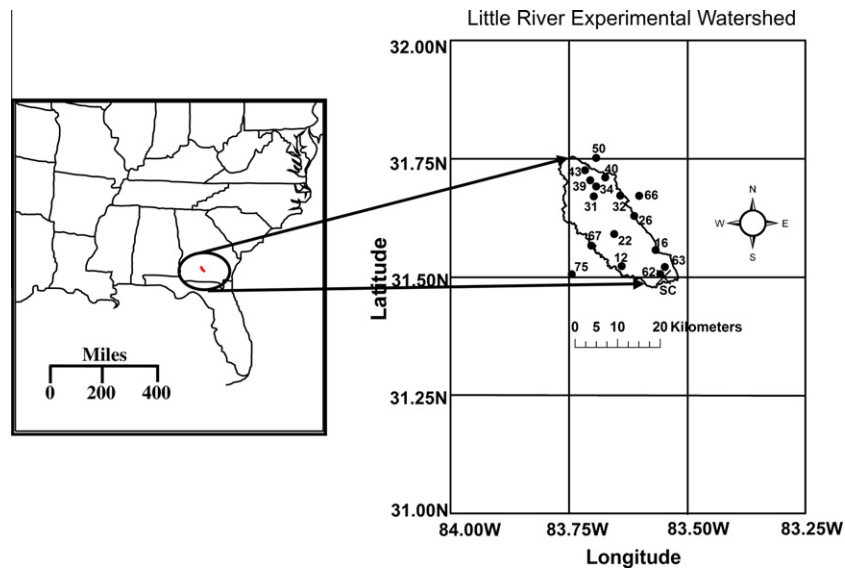 Little River Experimental Watershed
32.00N
50
31.75N
43
40
39
34
66
31
32
26
N
W
E
S
67
22
16
12
63
75
62
31.50N
SC
Latitude
0 5 10 20 Kilometers
Miles
0 200 400
31.25N
31.00N
84.00W 83.75W 83.50W 83.25W
Longitude